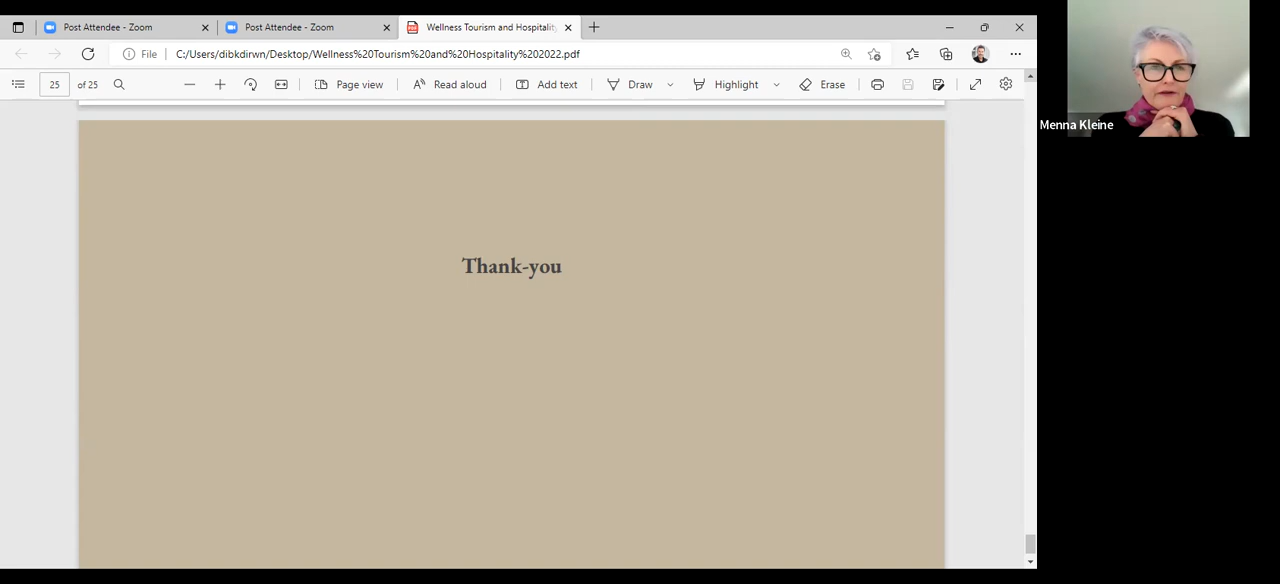 Post Attendee - Zoom
Post Attendee - Zoom
Wellness Tourism and Hospitality
File
C:/Users/dibkdirwn/Desktop/Wellness%20Tourism%20and%20Hospitality%202022.pdf
25 of 25
Page view
Read aloud
Add text
Draw
Highlight
Erase
Menna Kleine
Thank-you